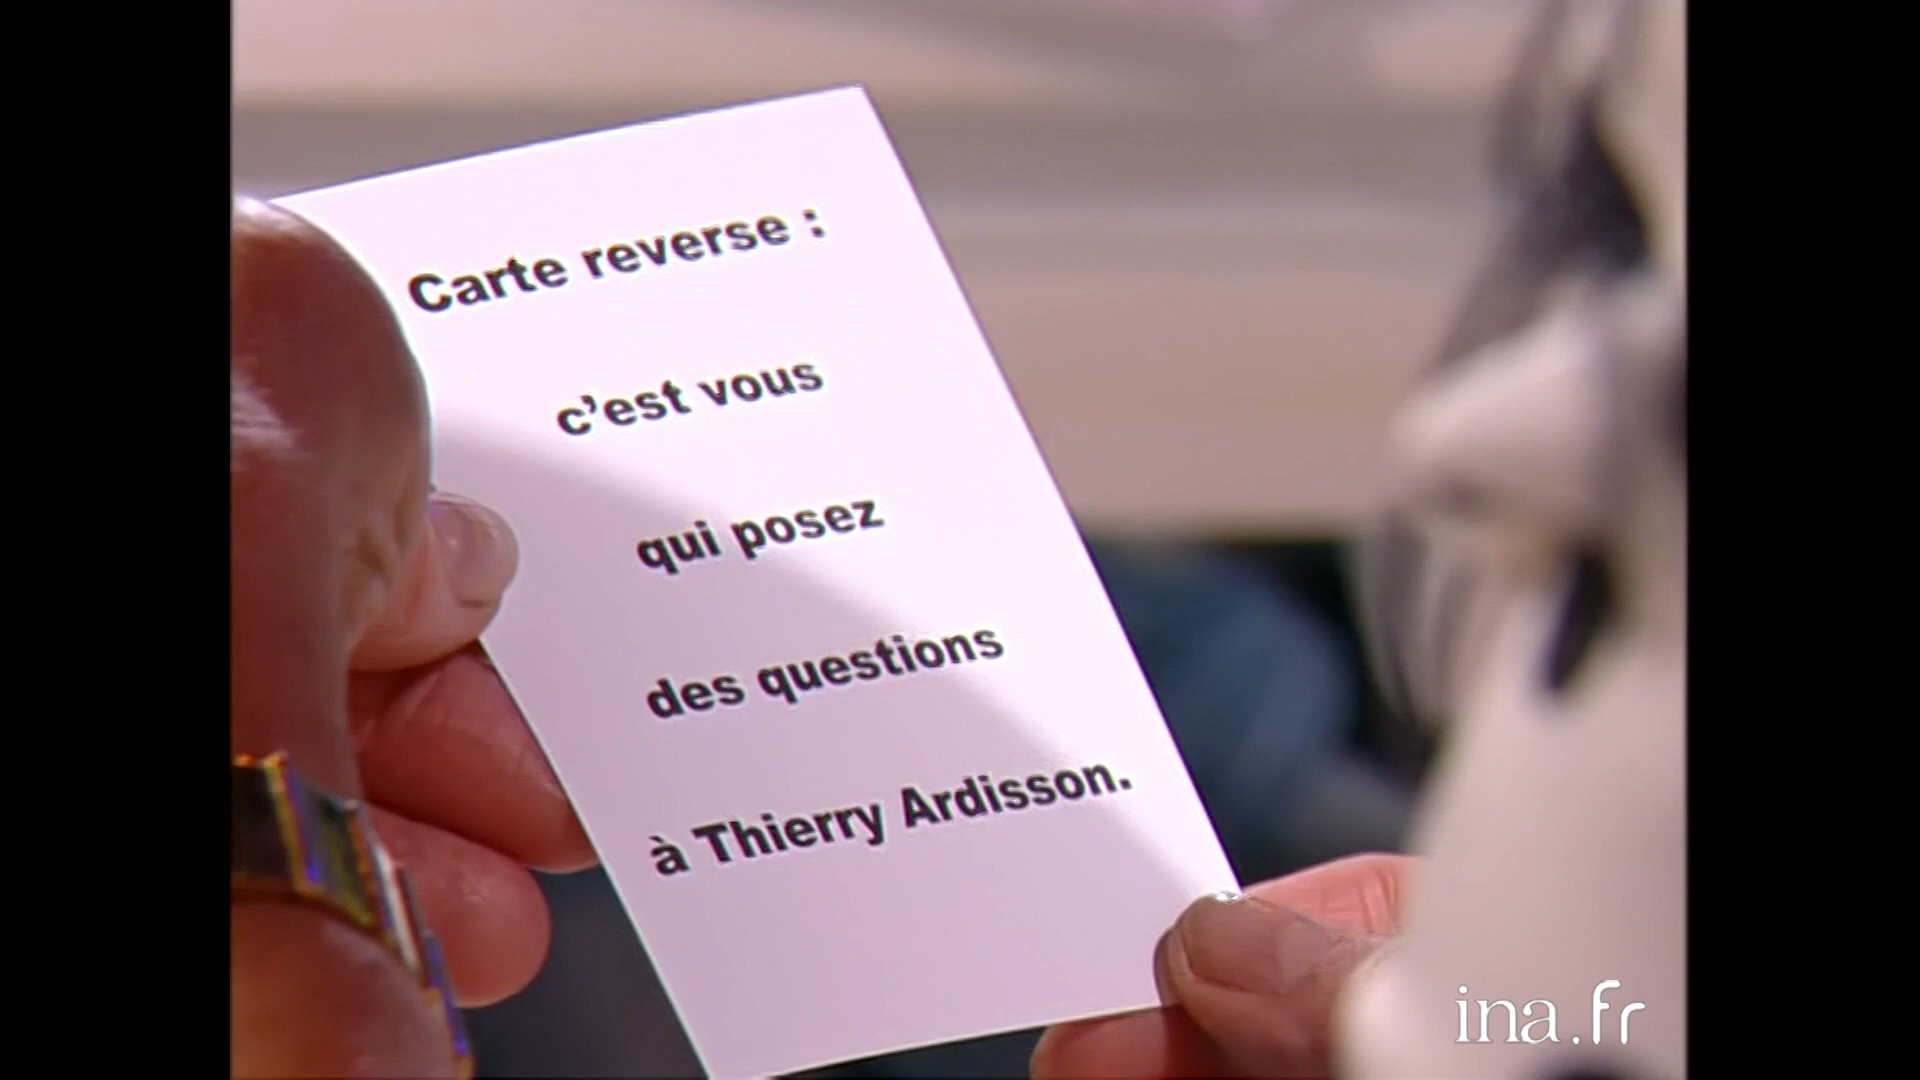 Carte reverse :
c’est vous
qui posez
des questions
à Thierry Ardisson.
ina.fr